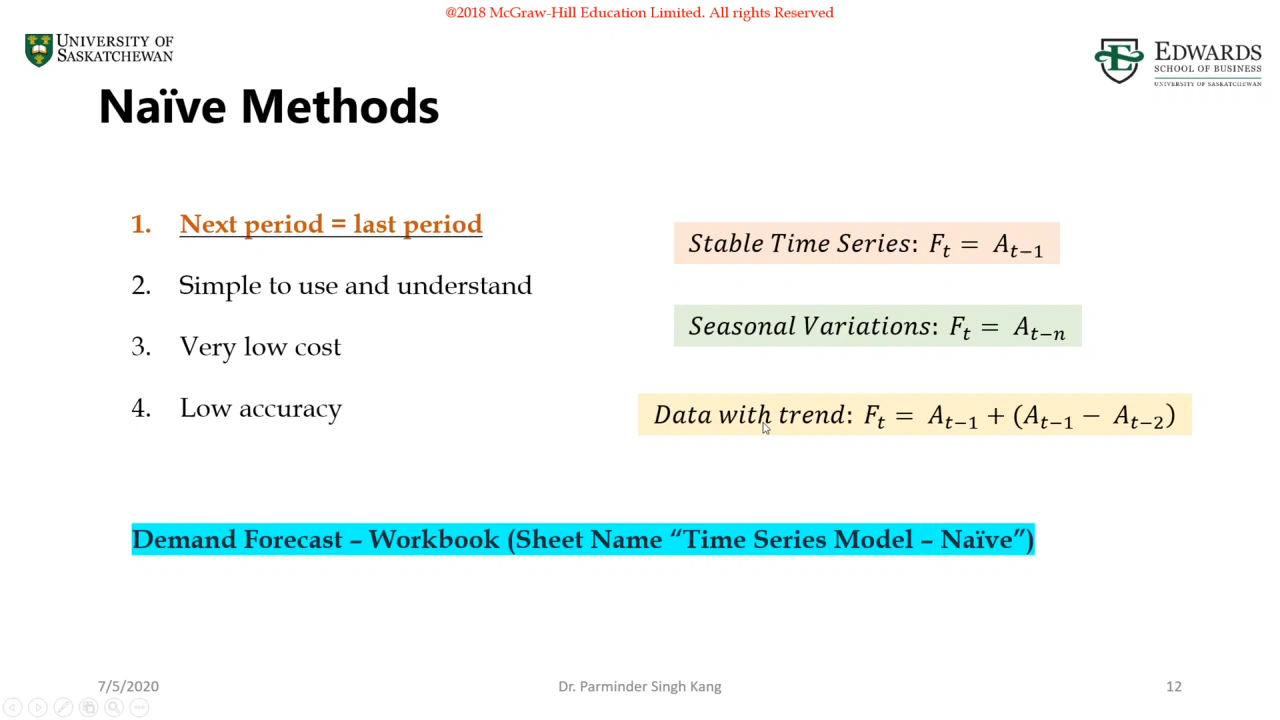 @2018 McGraw-Hill Education Limited. All rights Reserved
UNIVERSITY OF
SASKATCHEWAN
EDWARDS
SCHOOL OF BUSINESS
UNIVERSITY OF SASKATCHEWAN
Naïve Methods
1. Next period = last period
2. Simple to use and understand
3. Very low cost
4. Low accuracy
Stable Time Series: Fₜ = Aₜ₋₁
Seasonal Variations: Fₜ = Aₜ₋ₙ
Data with trend: Fₜ = Aₜ₋₁ + (Aₜ₋₁ − Aₜ₋₂)
Demand Forecast – Workbook (Sheet Name “Time Series Model – Naïve”)
7/5/2020
Dr. Parminder Singh Kang
12